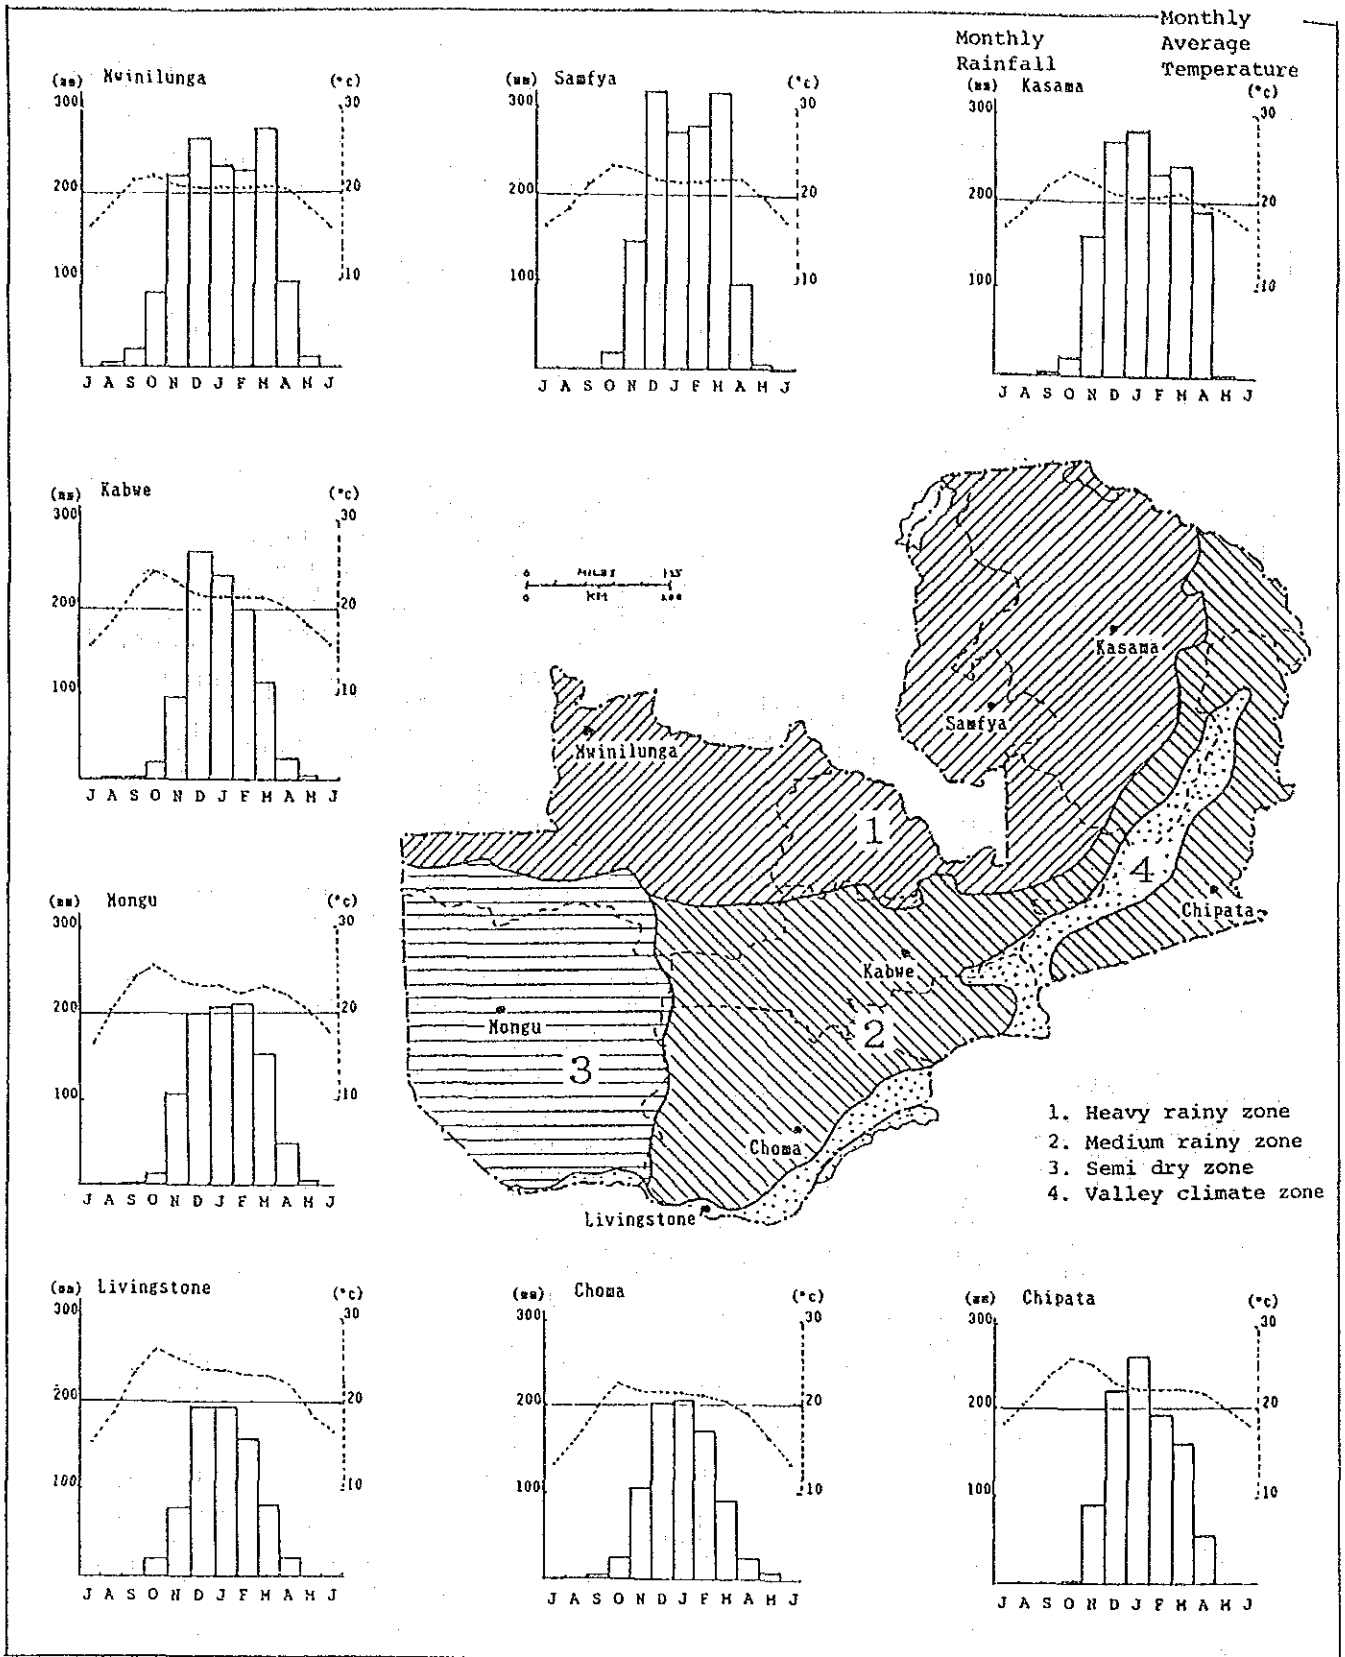 Monthly Rainfall
Monthly Average Temperature
(mm) Mwinilunga (°c)
300 30
200 20
100 10
J A S O N D J F M A M J
(mm) Samfya (°c)
300 30
200 20
100 10
J A S O N D J F M A M J
(mm) Kasama (°c)
300 30
200 20
100 10
J A S O N D J F M A M J
(mm) Kabwe (°c)
300 30
200 20
100 10
J A S O N D J F M A M J
0 MILES
0 KM
Kasama
Samfya
Mwinilunga
1
4
Chipata
Kabwe
Mongu
2
3
Choma
Livingstone
(mm) Mongu (°c)
300 30
200 20
100 10
J A S O N D J F M A M J
1. Heavy rainy zone
2. Medium rainy zone
3. Semi dry zone
4. Valley climate zone
(mm) Livingstone (°c)
300 30
200 20
100 10
J A S O N D J F M A M J
(mm) Choma (°c)
300 30
200 20
100 10
J A S O N D J F M A M J
(mm) Chipata (°c)
300 30
200 20
100 10
J A S O N D J F M A M J